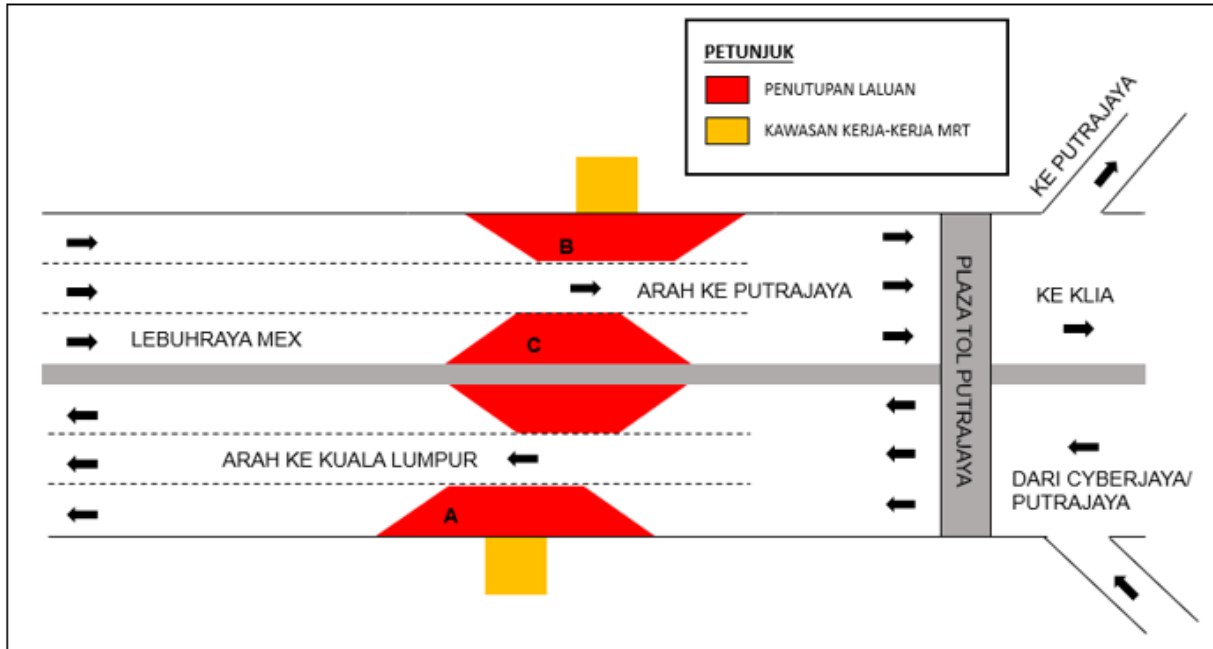 PETUNJUK
PENUTUPAN LALUAN
KAWASAN KERJA-KERJA MRT
KE PUTRAJAYA
B
ARAH KE PUTRAJAYA
LEBUHRAYA MEX
C
PLAZA TOL PUTRAJAYA
KE KLIA
ARAH KE KUALA LUMPUR
A
DARI CYBERJAYA/
PUTRAJAYA